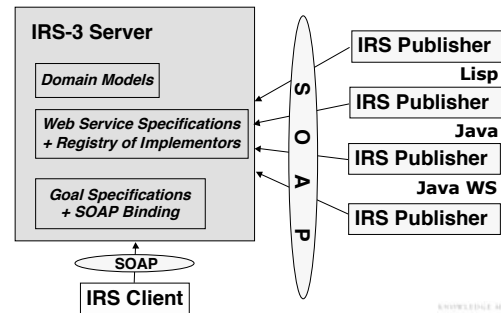 IRS-3 Server
Domain Models
Web Service Specifications
+ Registry of Implementors
Goal Specifications
+ SOAP Binding
SOAP
IRS Client
S O A P
IRS Publisher
Lisp
IRS Publisher
Java
IRS Publisher
Java WS
IRS Publisher
KNOWLEDGE M